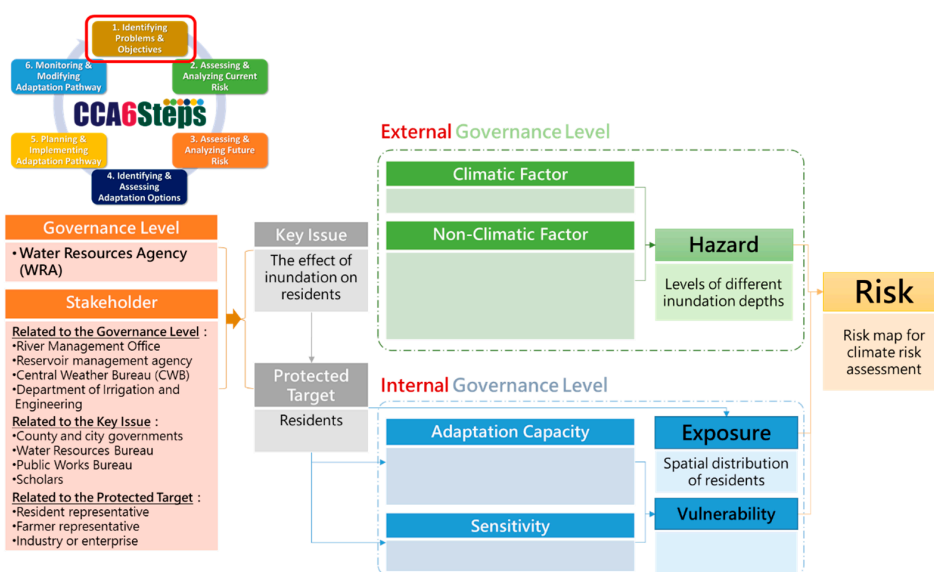 1. Identifying
Problems &
Objectives
6. Monitoring &
Modifying
Adaptation Pathway
2. Assessing &
Analyzing Current
Risk
CCA6Steps
5. Planning &
Implementing
Adaptation Pathway
3. Assessing &
Analyzing Future
Risk
4. Identifying &
Assessing
Adaptation Options
Governance Level
• Water Resources Agency
(WRA)
Stakeholder
Related to the Governance Level：
•River Management Office
•Reservoir management agency
•Central Weather Bureau (CWB)
•Department of Irrigation and
Engineering
Related to the Key Issue：
•County and city governments
•Water Resources Bureau
•Public Works Bureau
•Scholars
Related to the Protected Target：
•Resident representative
•Farmer representative
•Industry or enterprise
Key Issue
The effect of
inundation on
residents
Protected
Target
Residents
External Governance Level
Climatic Factor
Non-Climatic Factor
Hazard
Levels of different
inundation depths
Internal Governance Level
Adaptation Capacity
Sensitivity
Exposure
Spatial distribution
of residents
Vulnerability
Risk
Risk map for
climate risk
assessment